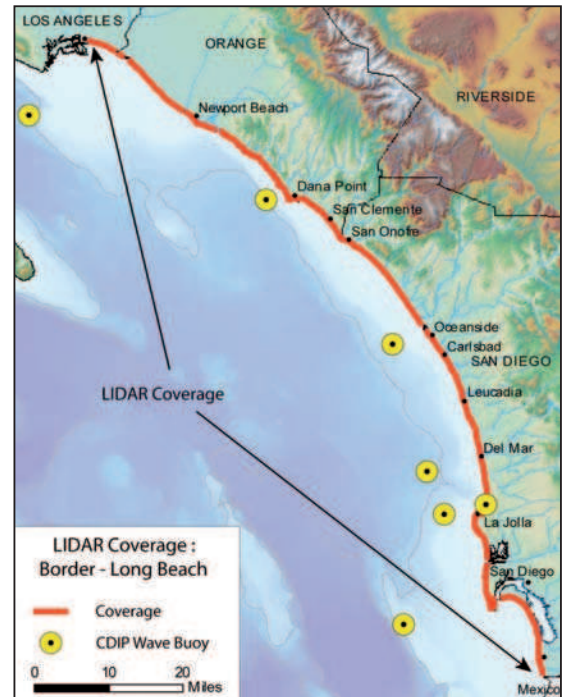 LOS ANGELES
ORANGE
RIVERSIDE
Newport Beach
Dana Point
San Clemente
San Onofre
Oceanside
Carlsbad
SAN DIEGO
LIDAR Coverage
Leucadia
Del Mar
La Jolla
San Diego
Mexico
LIDAR Coverage :
Border - Long Beach
Coverage
CDIP Wave Buoy
0 10 20
Miles